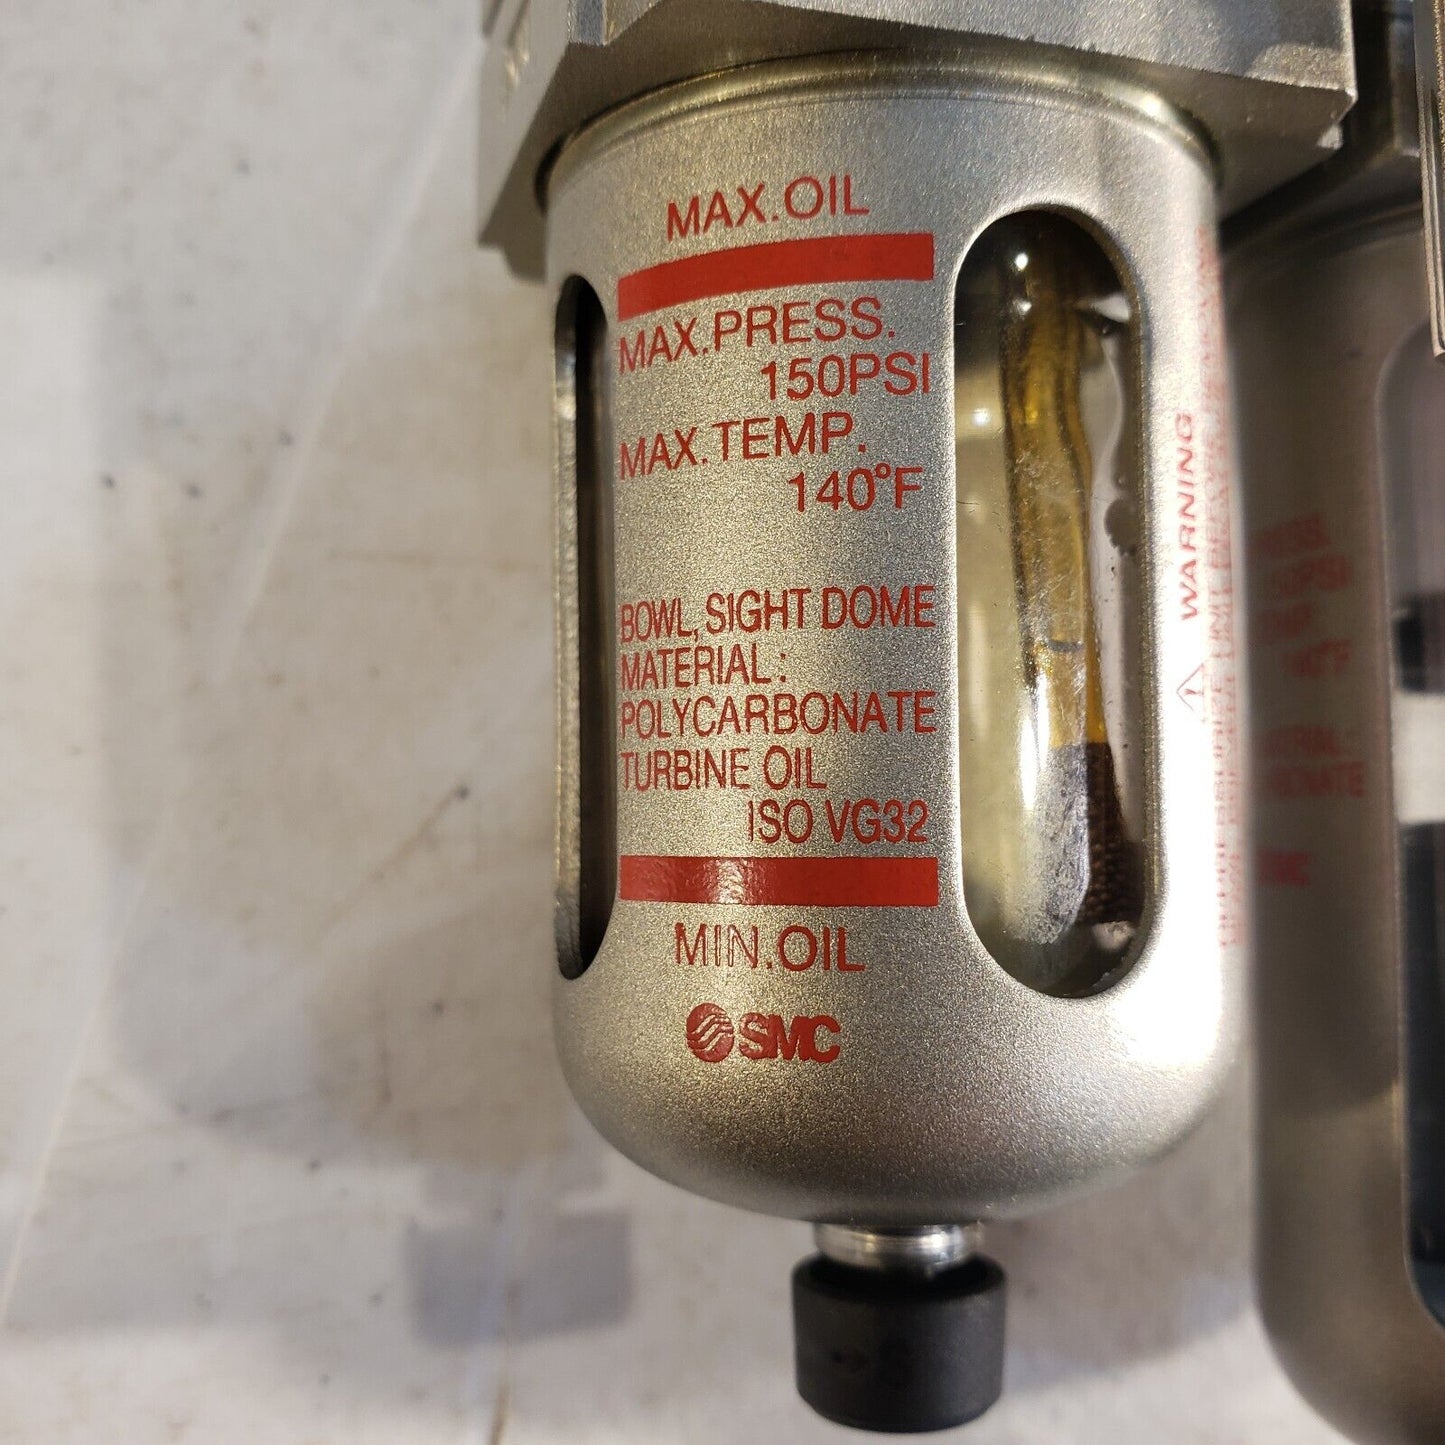 MAX.OIL
MAX.PRESS.
150PSI
MAX.TEMP.
140°F
BOWL,SIGHT DOME
MATERIAL:
POLYCARBONATE
TURBINE OIL
ISO VG32
MIN.OIL
SMC
WARNING